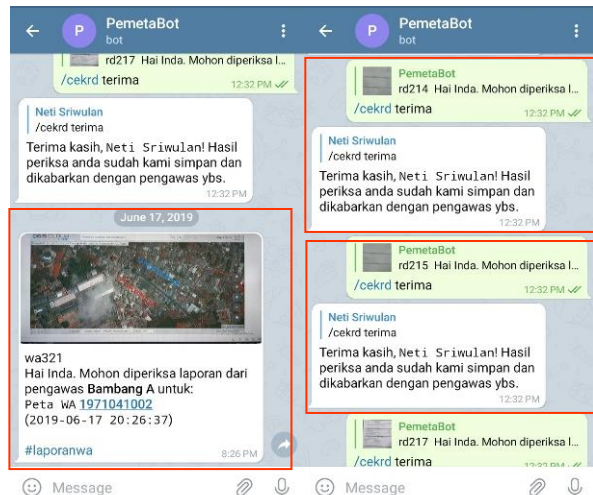 PemetaBot
bot
rd217 Hai Inda. Mohon diperiksa l...
/cekrd terima
12:32 PM
Neti Sriwulan
/cekrd terima
Terima kasih, Neti Sriwulan! Hasil
periksa anda sudah kami simpan dan
dikabarkan dengan pengawas ybs.
12:32 PM
June 17, 2019
wa321
Hai Inda. Mohon diperiksa laporan dari
pengawas Bambang A untuk:
Peta WA 1971041002
(2019-06-17 20:26:37)
#laporanwa
8:26 PM
Message
P
PemetaBot
bot
PemetaBot
rd214 Hai Inda. Mohon diperiksa l...
/cekrd terima
12:32 PM
Neti Sriwulan
/cekrd terima
Terima kasih, Neti Sriwulan! Hasil
periksa anda sudah kami simpan dan
dikabarkan dengan pengawas ybs.
12:32 PM
PemetaBot
rd215 Hai Inda. Mohon diperiksa l...
/cekrd terima
12:32 PM
Neti Sriwulan
/cekrd terima
Terima kasih, Neti Sriwulan! Hasil
periksa anda sudah kami simpan dan
dikabarkan dengan pengawas ybs.
12:32 PM
PemetaBot
rd217 Hai Inda. Mohon diperiksa l...
/cekrd terima
12:32 PM
Message